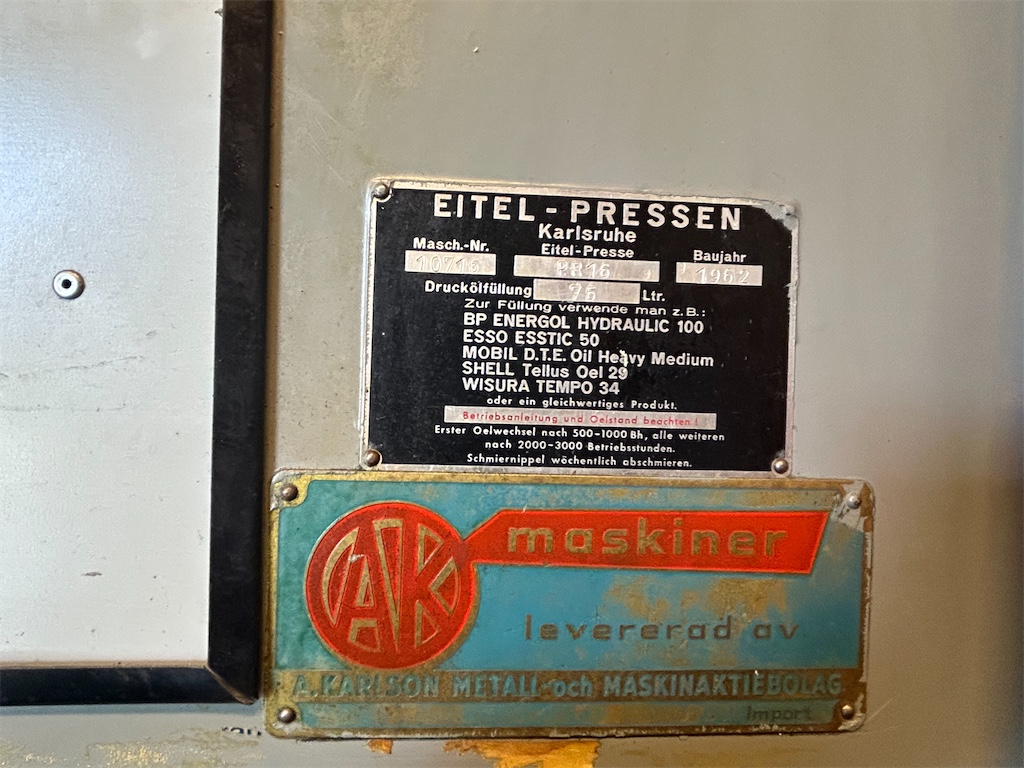 EITEL-PRESSEN
Karlsruhe
Masch.-Nr. Eitel-Presse Baujahr
10716 RR16 1962
Druckölfüllung 75 Ltr.
Zur Füllung verwende man z.B.:
BP ENERGOL HYDRAULIC 100
ESSO ESSTIC 50
MOBIL D.T.E. Oil Heavy Medium
SHELL Tellus Oel 29
WISURA TEMPO 34
oder ein gleichwertiges Produkt.
Betriebsanleitung und Oelstand beachten!
Erster Oelwechsel nach 500-1000 Bh, alle weiteren
nach 2000-3000 Betriebsstunden.
Schmiernippel wöchentlich abschmieren.
AK maskiner
levererad av
A. KARLSON METALL- och MASKINAKTIEBOLAG
Import